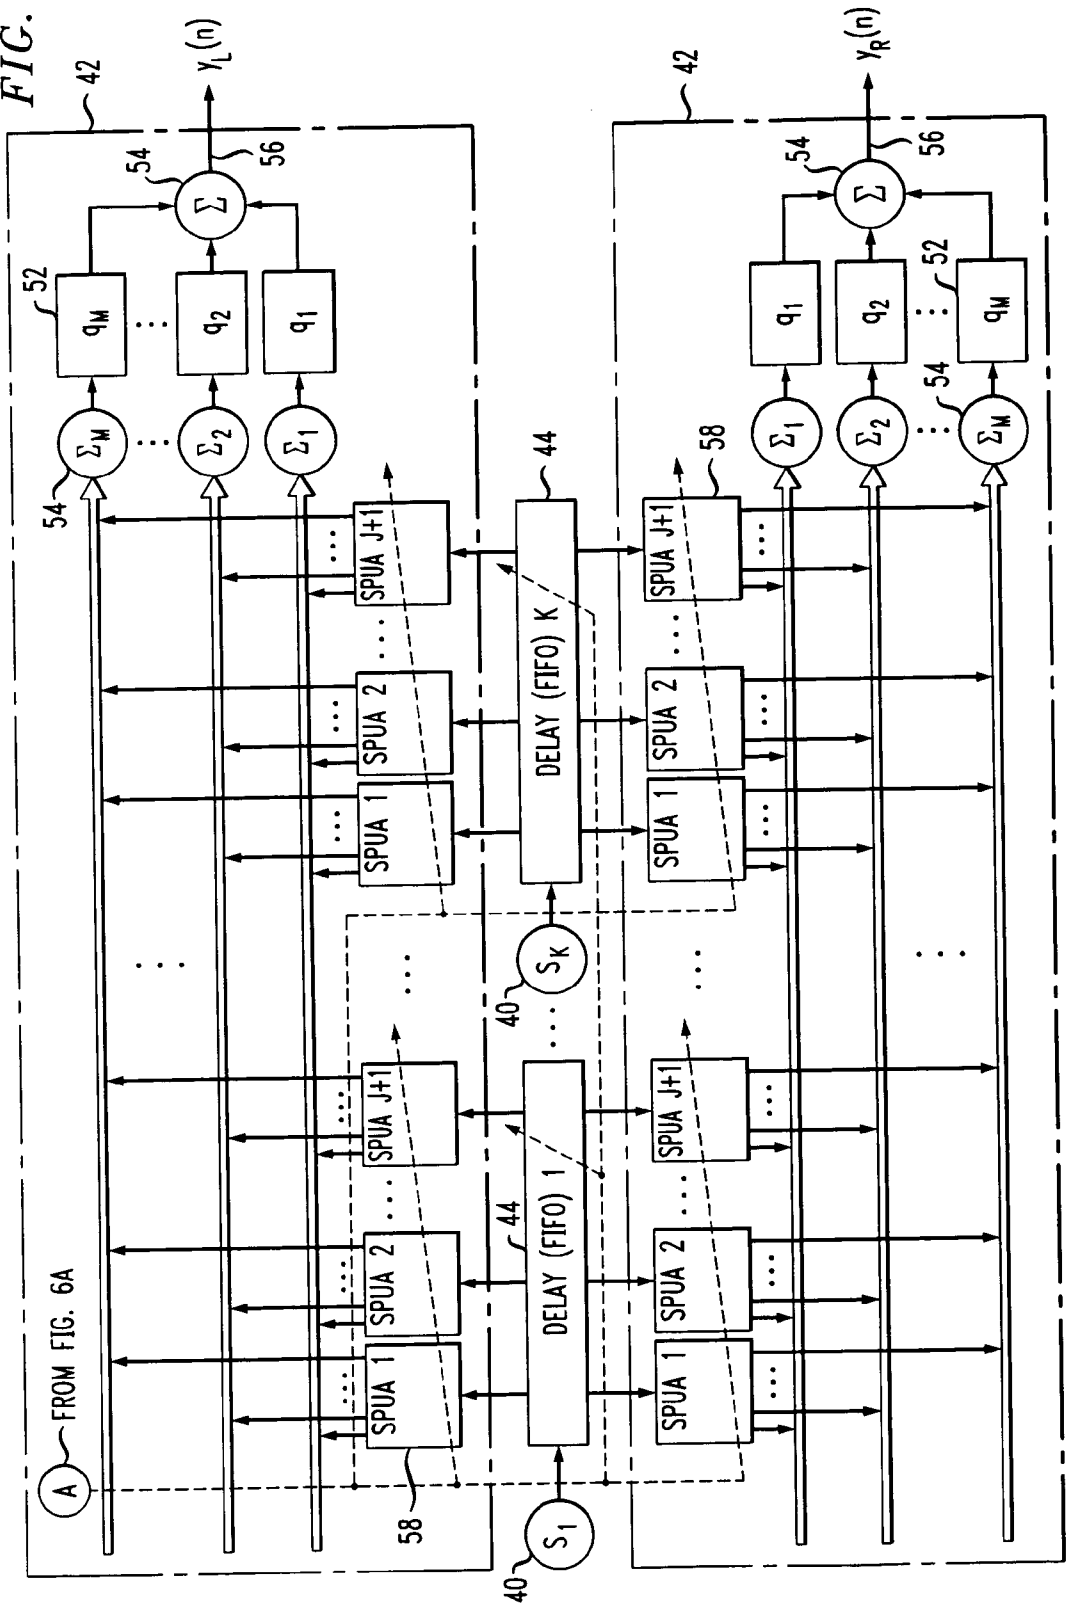 FIG.
A FROM FIG. 6A
42
52
54
Σ_M q_M
54
Σ_2 q_2 Σ y_L(n)
56
Σ_1 q_1
SPUA 1 SPUA 2 SPUA J+1 SPUA 1 SPUA 2 SPUA J+1
58
44 40 44
40 S_1 DELAY (FIFO) 1 S_K DELAY (FIFO) K
42
SPUA 1 SPUA 2 SPUA J+1 SPUA 1 SPUA 2 SPUA J+1
58
Σ_1 q_1
54
Σ_2 q_2 Σ y_R(n)
56
54
52
Σ_M q_M